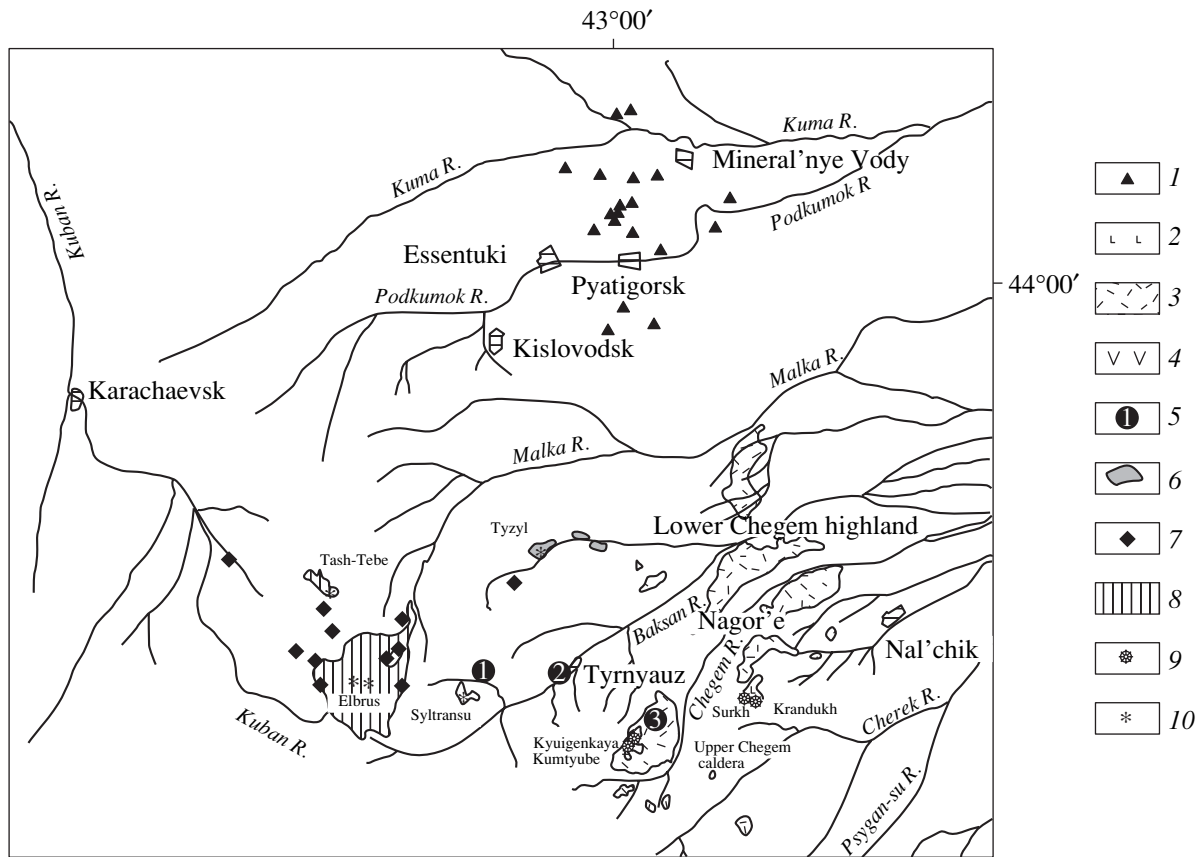 43°00′
Kuma R.
Mineral'nye Vody
Kuma R.
Kuban R.
Podkumok R
Essentuki
Pyatigorsk
44°00′
Podkumok R.
Kislovodsk
Malka R.
Karachaevsk
Malka R.
Lower Chegem highland
Tyzyl
Tash-Tebe
Baksan R.
Nagor'e
Nal'chik
Chegem R.
1
2
Tyrnyauz
Elbrus
Syltransu
Surkh
Krandukh
Cherek R.
3
Kuban R.
Kyuigenkaya
Kumtyube
Upper Chegem
caldera
Psygan-su R.
1
2
3
4
1
5
6
7
8
9
10